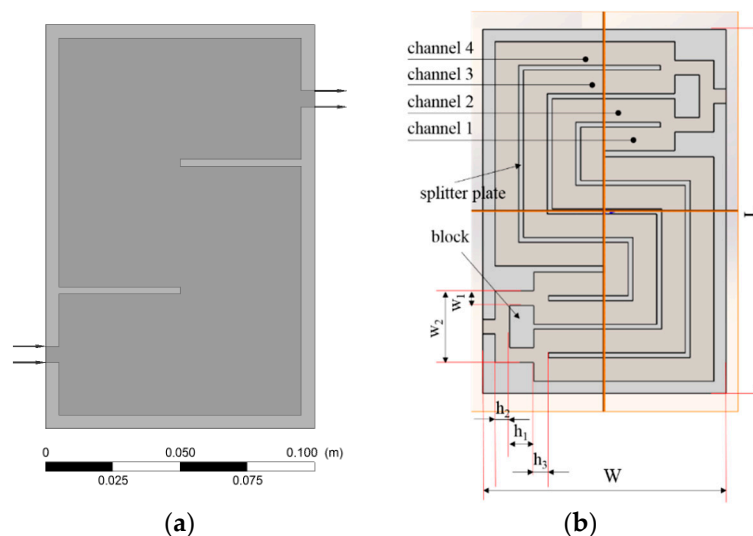 channel 4
channel 3
channel 2
channel 1
splitter plate
block
w₁
w₂
h₂
h₁
h₃
W
0.000 0.050 0.100 (m)
0.025 0.075
(a)
(b)